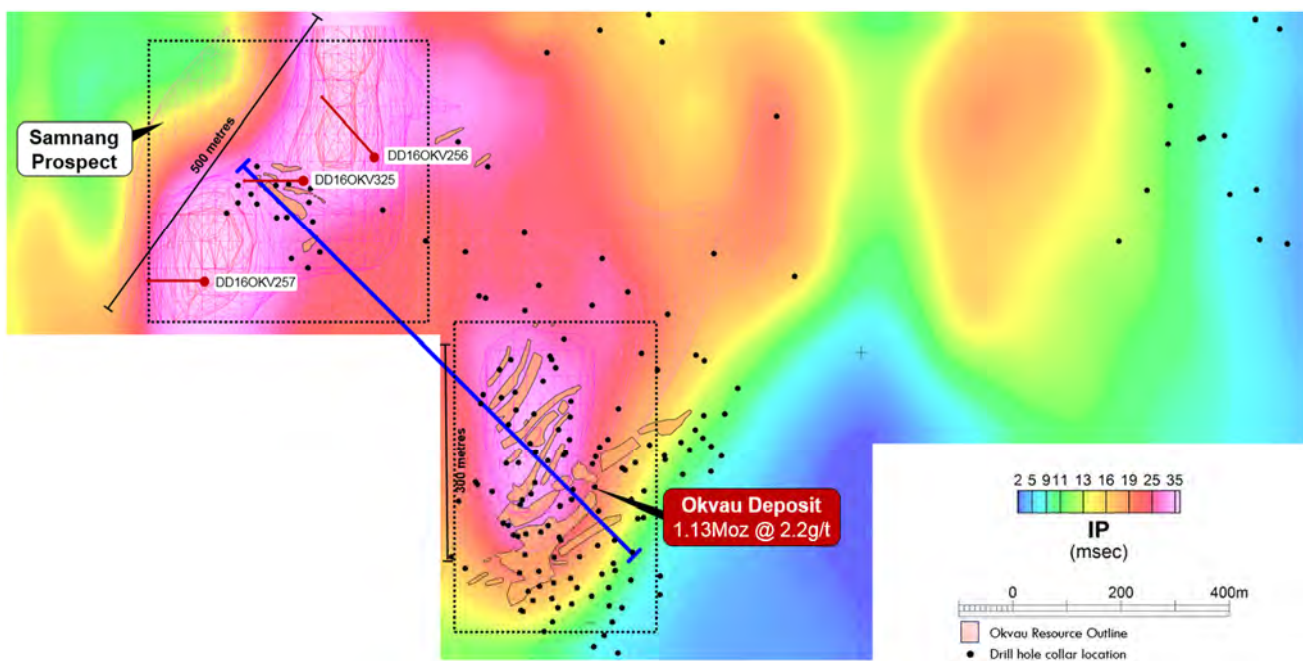 Samnang
Prospect
500 metres
DD16OKV256
DD16OKV325
DD16OKV257
300 metres
Okvau Deposit
1.13Moz @ 2.2g/t
2 5 9 11 13 16 19 25 35
IP
(msec)
0 200 400m
Okvau Resource Outline
Drill hole collar location